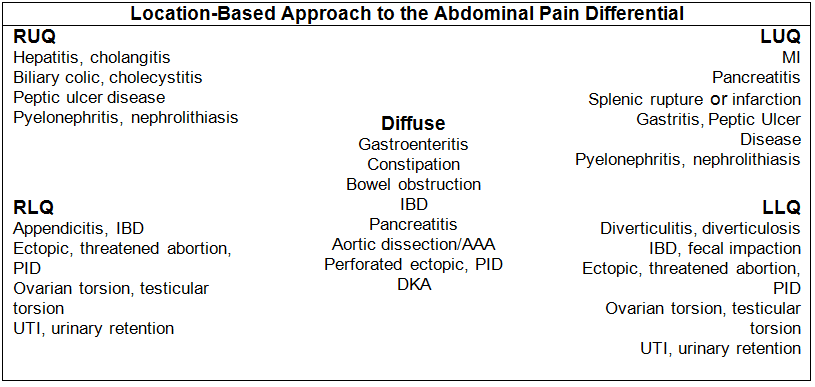 Location-Based Approach to the Abdominal Pain Differential
RUQ
Hepatitis, cholangitis
Biliary colic, cholecystitis
Peptic ulcer disease
Pyelonephritis, nephrolithiasis
LUQ
MI
Pancreatitis
Splenic rupture or infarction
Gastritis, Peptic Ulcer
Disease
Pyelonephritis, nephrolithiasis
Diffuse
Gastroenteritis
Constipation
Bowel obstruction
IBD
Pancreatitis
Aortic dissection/AAA
Perforated ectopic, PID
DKA
RLQ
Appendicitis, IBD
Ectopic, threatened abortion,
PID
Ovarian torsion, testicular
torsion
UTI, urinary retention
LLQ
Diverticulitis, diverticulosis
IBD, fecal impaction
Ectopic, threatened abortion,
PID
Ovarian torsion, testicular
torsion
UTI, urinary retention